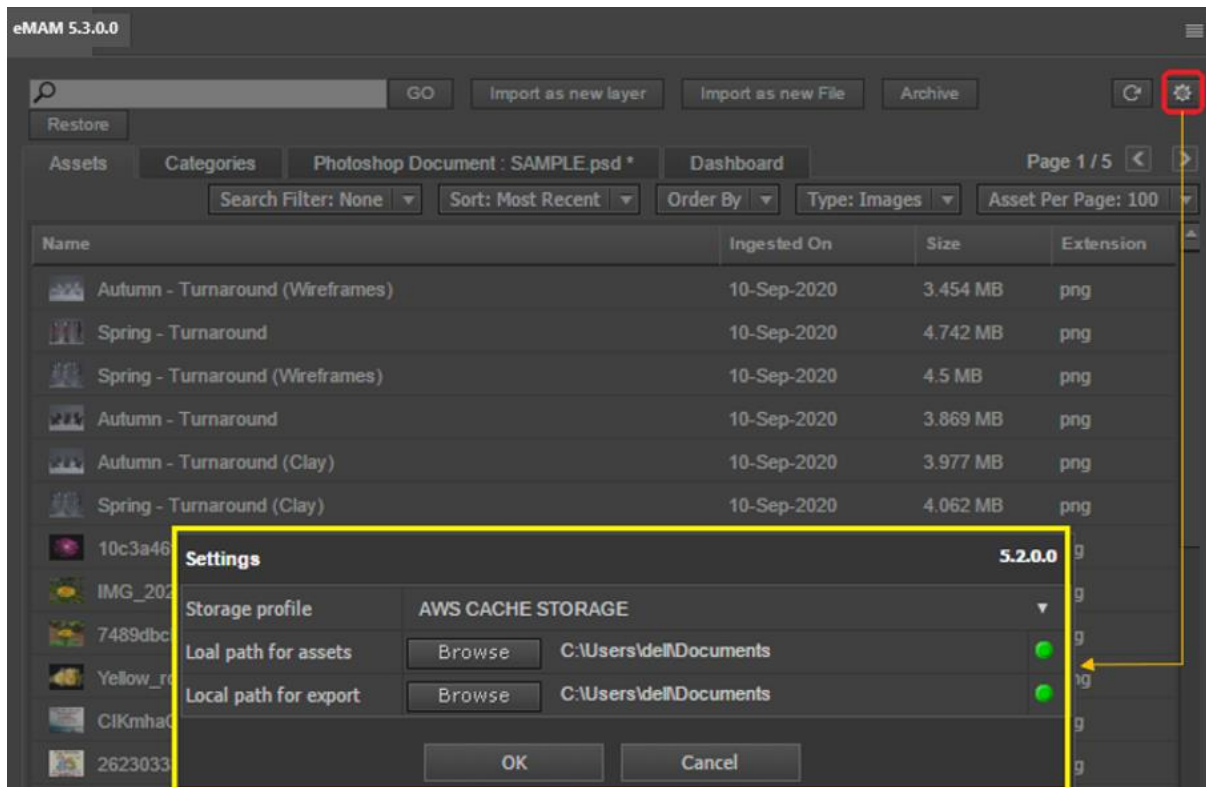 eMAM 5.3.0.0
GO Import as new layer Import as new File Archive
Restore
Assets Categories Photoshop Document : SAMPLE.psd * Dashboard Page 1 / 5
Search Filter: None Sort: Most Recent Order By Type: Images Asset Per Page: 100
Name Ingested On Size Extension
Autumn - Turnaround (Wireframes) 10-Sep-2020 3.454 MB png
Spring - Turnaround 10-Sep-2020 4.742 MB png
Spring - Turnaround (Wireframes) 10-Sep-2020 4.5 MB png
Autumn - Turnaround 10-Sep-2020 3.869 MB png
Autumn - Turnaround (Clay) 10-Sep-2020 3.977 MB png
Spring - Turnaround (Clay) 10-Sep-2020 4.062 MB png
Settings 5.2.0.0
Storage profile AWS CACHE STORAGE
Loal path for assets Browse C:\Users\dell\Documents
Local path for export Browse C:\Users\dell\Documents
OK Cancel
2623033